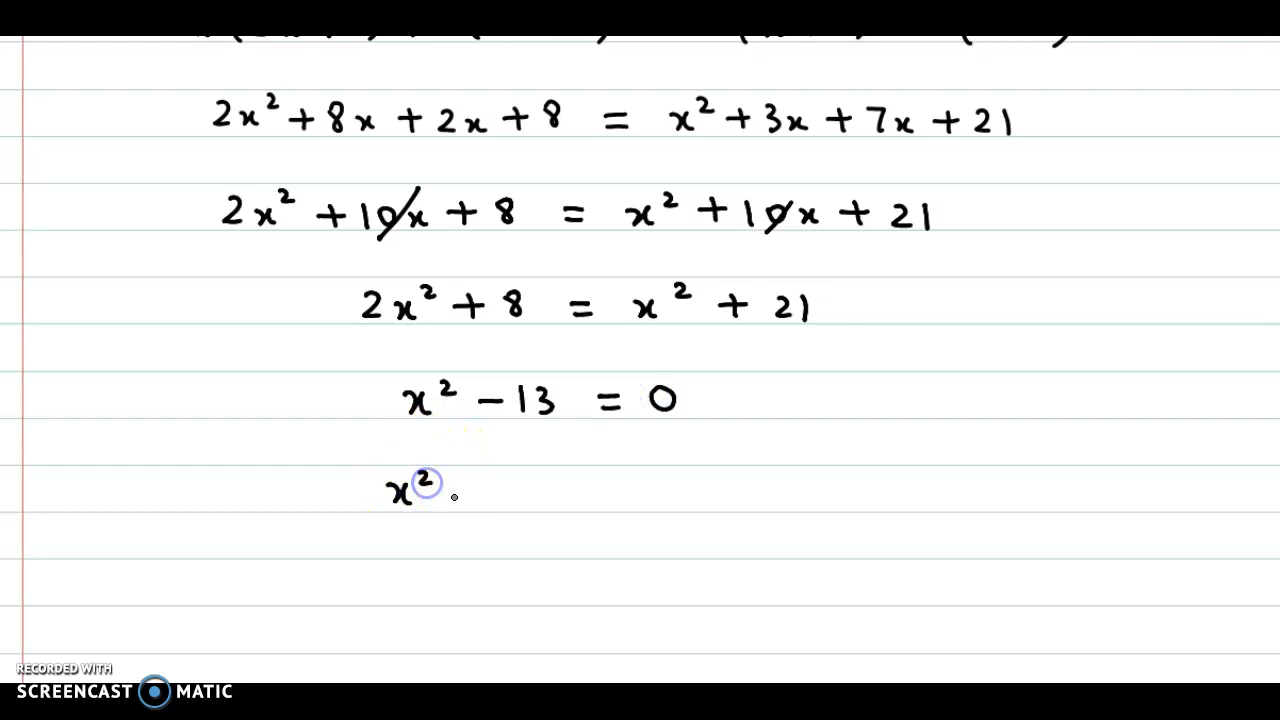 2x² + 8x + 2x + 8 = x² + 3x + 7x + 21
2x² + 10x + 8 = x² + 10x + 21
2x² + 8 = x² + 21
x² - 13 = 0
x²
RECORDED WITH
SCREENCAST MATIC